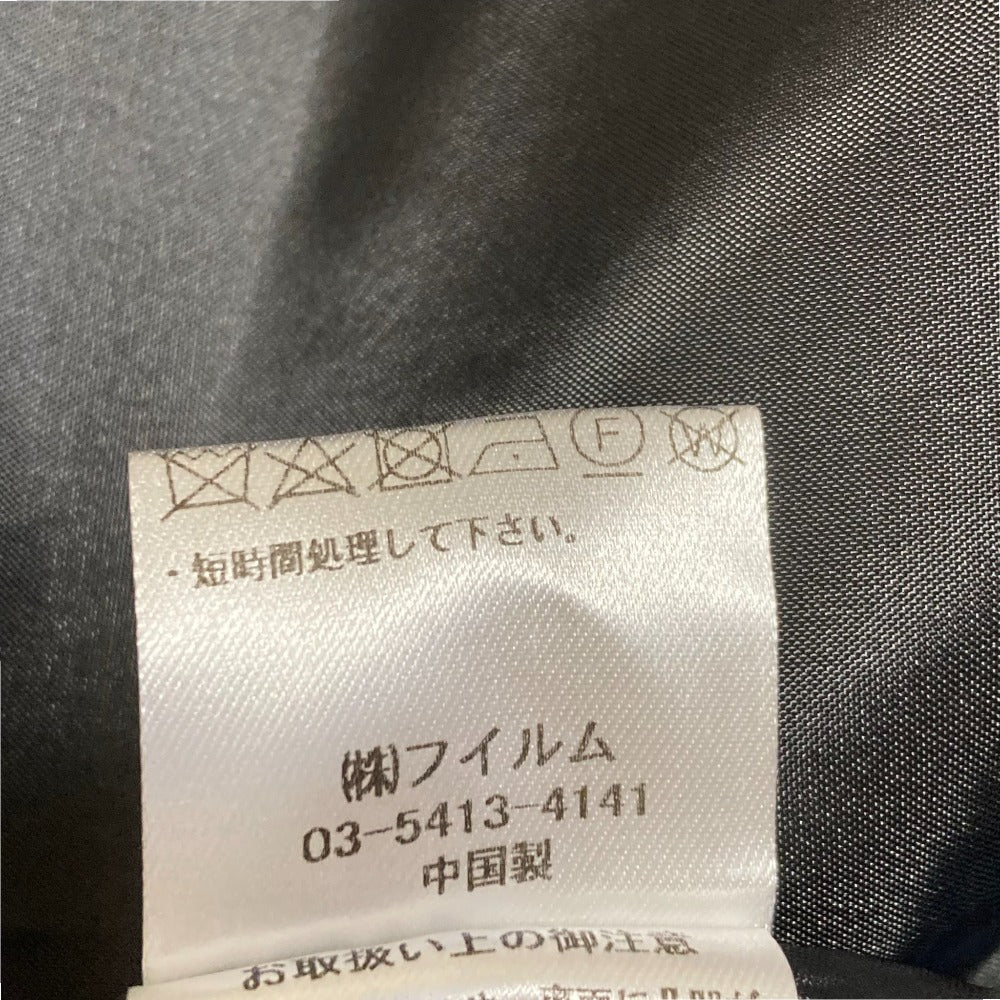 F W
・短時間処理して下さい。
(株)フイルム
03-5413-4141
中国製
お取扱い上の御注意